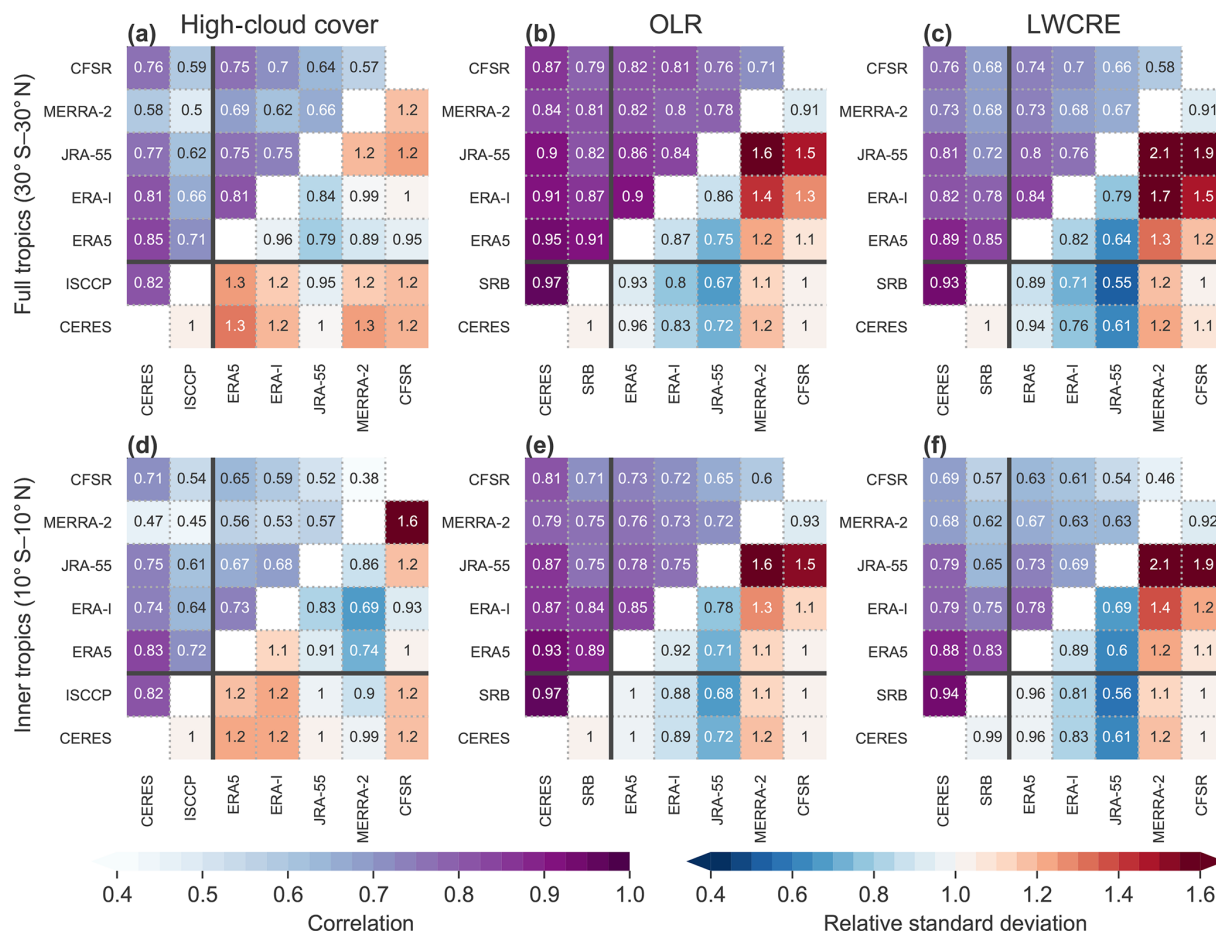 High-cloud cover OLR LWCRE
(a) (b) (c)
Full tropics (30° S–30° N)
CFSR 0.76 0.59 0.75 0.7 0.64 0.57
MERRA-2 0.58 0.5 0.69 0.62 0.66 1.2
JRA-55 0.77 0.62 0.75 0.75 1.2 1.2
ERA-I 0.81 0.66 0.81 0.84 0.99 1
ERA5 0.85 0.71 0.96 0.79 0.89 0.95
ISCCP 0.82 1.3 1.2 0.95 1.2 1.2
CERES 1 1.3 1.2 1 1.3 1.2
CERES ISCCP ERA5 ERA-I JRA-55 MERRA-2 CFSR
CFSR 0.87 0.79 0.82 0.81 0.76 0.71
MERRA-2 0.84 0.81 0.82 0.8 0.78 0.91
JRA-55 0.9 0.82 0.86 0.84 1.6 1.5
ERA-I 0.91 0.87 0.9 0.86 1.4 1.3
ERA5 0.95 0.91 0.87 0.75 1.2 1.1
SRB 0.97 0.93 0.8 0.67 1.1 1
CERES 1 0.96 0.83 0.72 1.2 1
CERES SRB ERA5 ERA-I JRA-55 MERRA-2 CFSR
CFSR 0.76 0.68 0.74 0.7 0.66 0.58
MERRA-2 0.73 0.68 0.73 0.68 0.67 0.91
JRA-55 0.81 0.72 0.8 0.76 2.1 1.9
ERA-I 0.82 0.78 0.84 0.79 1.7 1.5
ERA5 0.89 0.85 0.82 0.64 1.3 1.2
SRB 0.93 0.89 0.71 0.55 1.2 1
CERES 1 0.94 0.76 0.61 1.2 1.1
CERES SRB ERA5 ERA-I JRA-55 MERRA-2 CFSR
(d) (e) (f)
Inner tropics (10° S–10° N)
CFSR 0.71 0.54 0.65 0.59 0.52 0.38
MERRA-2 0.47 0.45 0.56 0.53 0.57 1.6
JRA-55 0.75 0.61 0.67 0.68 0.86 1.2
ERA-I 0.74 0.64 0.73 0.83 0.69 0.93
ERA5 0.83 0.72 1.1 0.91 0.74 1
ISCCP 0.82 1.2 1.2 1 0.9 1.2
CERES 1 1.2 1.2 1 0.99 1.2
CERES ISCCP ERA5 ERA-I JRA-55 MERRA-2 CFSR
CFSR 0.81 0.71 0.73 0.72 0.65 0.6
MERRA-2 0.79 0.75 0.76 0.73 0.72 0.93
JRA-55 0.87 0.75 0.78 0.75 1.6 1.5
ERA-I 0.87 0.84 0.85 0.78 1.3 1.1
ERA5 0.93 0.89 0.92 0.71 1.1 1
SRB 0.97 1 0.88 0.68 1.1 1
CERES 1 1 0.89 0.72 1.2 1
CERES SRB ERA5 ERA-I JRA-55 MERRA-2 CFSR
CFSR 0.69 0.57 0.63 0.61 0.54 0.46
MERRA-2 0.68 0.62 0.67 0.63 0.63 0.92
JRA-55 0.79 0.65 0.73 0.69 2.1 1.9
ERA-I 0.79 0.75 0.78 0.69 1.4 1.2
ERA5 0.88 0.83 0.89 0.6 1.2 1.1
SRB 0.94 0.96 0.81 0.56 1.1 1
CERES 0.99 0.96 0.83 0.61 1.2 1
CERES SRB ERA5 ERA-I JRA-55 MERRA-2 CFSR
0.4 0.5 0.6 0.7 0.8 0.9 1.0
Correlation
0.4 0.6 0.8 1.0 1.2 1.4 1.6
Relative standard deviation